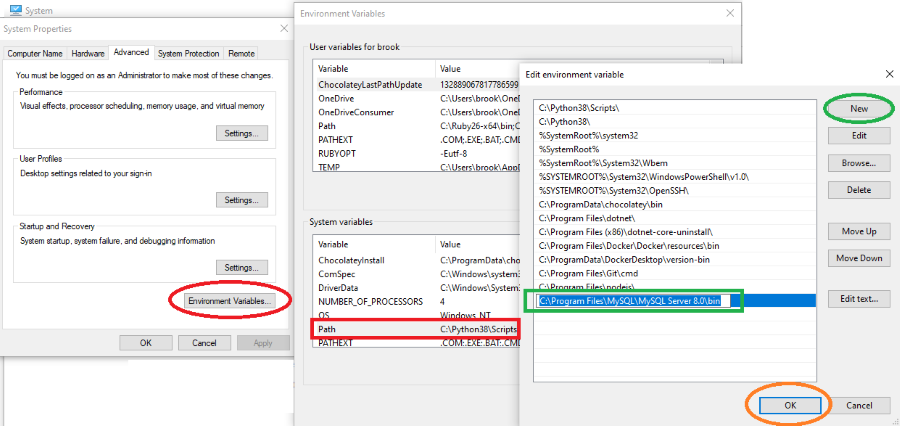 System
System Properties
Computer Name
Hardware
Advanced
System Protection
Remote
You must be logged on as an Administrator to make most of these changes.
Performance
Visual effects, processor scheduling, memory usage, and virtual memory
Settings...
User Profiles
Desktop settings related to your sign-in
Settings...
Startup and Recovery
System startup, system failure, and debugging information
Settings...
Environment Variables...
OK
Cancel
Apply
Environment Variables
User variables for brook
Variable Value
ChocolateyLastPathUpdate 132889067817786599
OneDrive C:\Users\brook\OneD
OneDriveConsumer C:\Users\brook\OneD
Path C:\Ruby26-x64\bin;C
PATHEXT .COM;.EXE;.BAT;.CMD
RUBYOPT -Eutf-8
TEMP C:\Users\brook\AppD
System variables
Variable Value
ChocolateyInstall C:\ProgramData\choc
ComSpec C:\Windows\system3
DriverData C:\Windows\System
NUMBER_OF_PROCESSORS 4
OS Windows_NT
Path C:\Python38\Scripts
PATHEXT .COM;.EXE;.BAT;.CMD
Edit environment variable
C:\Python38\Scripts\
C:\Python38\
%SystemRoot%\system32
%SystemRoot%
%SystemRoot%\System32\Wbem
%SYSTEMROOT%\System32\WindowsPowerShell\v1.0\
%SYSTEMROOT%\System32\OpenSSH\
C:\ProgramData\chocolatey\bin
C:\Program Files\dotnet\
C:\Program Files (x86)\dotnet-core-uninstall\
C:\Program Files\Docker\Docker\resources\bin
C:\ProgramData\DockerDesktop\version-bin
C:\Program Files\Git\cmd
C:\Program Files\nodejs\
C:\Program Files\MySQL\MySQL Server 8.0\bin
New
Edit
Browse...
Delete
Move Up
Move Down
Edit text...
OK
Cancel